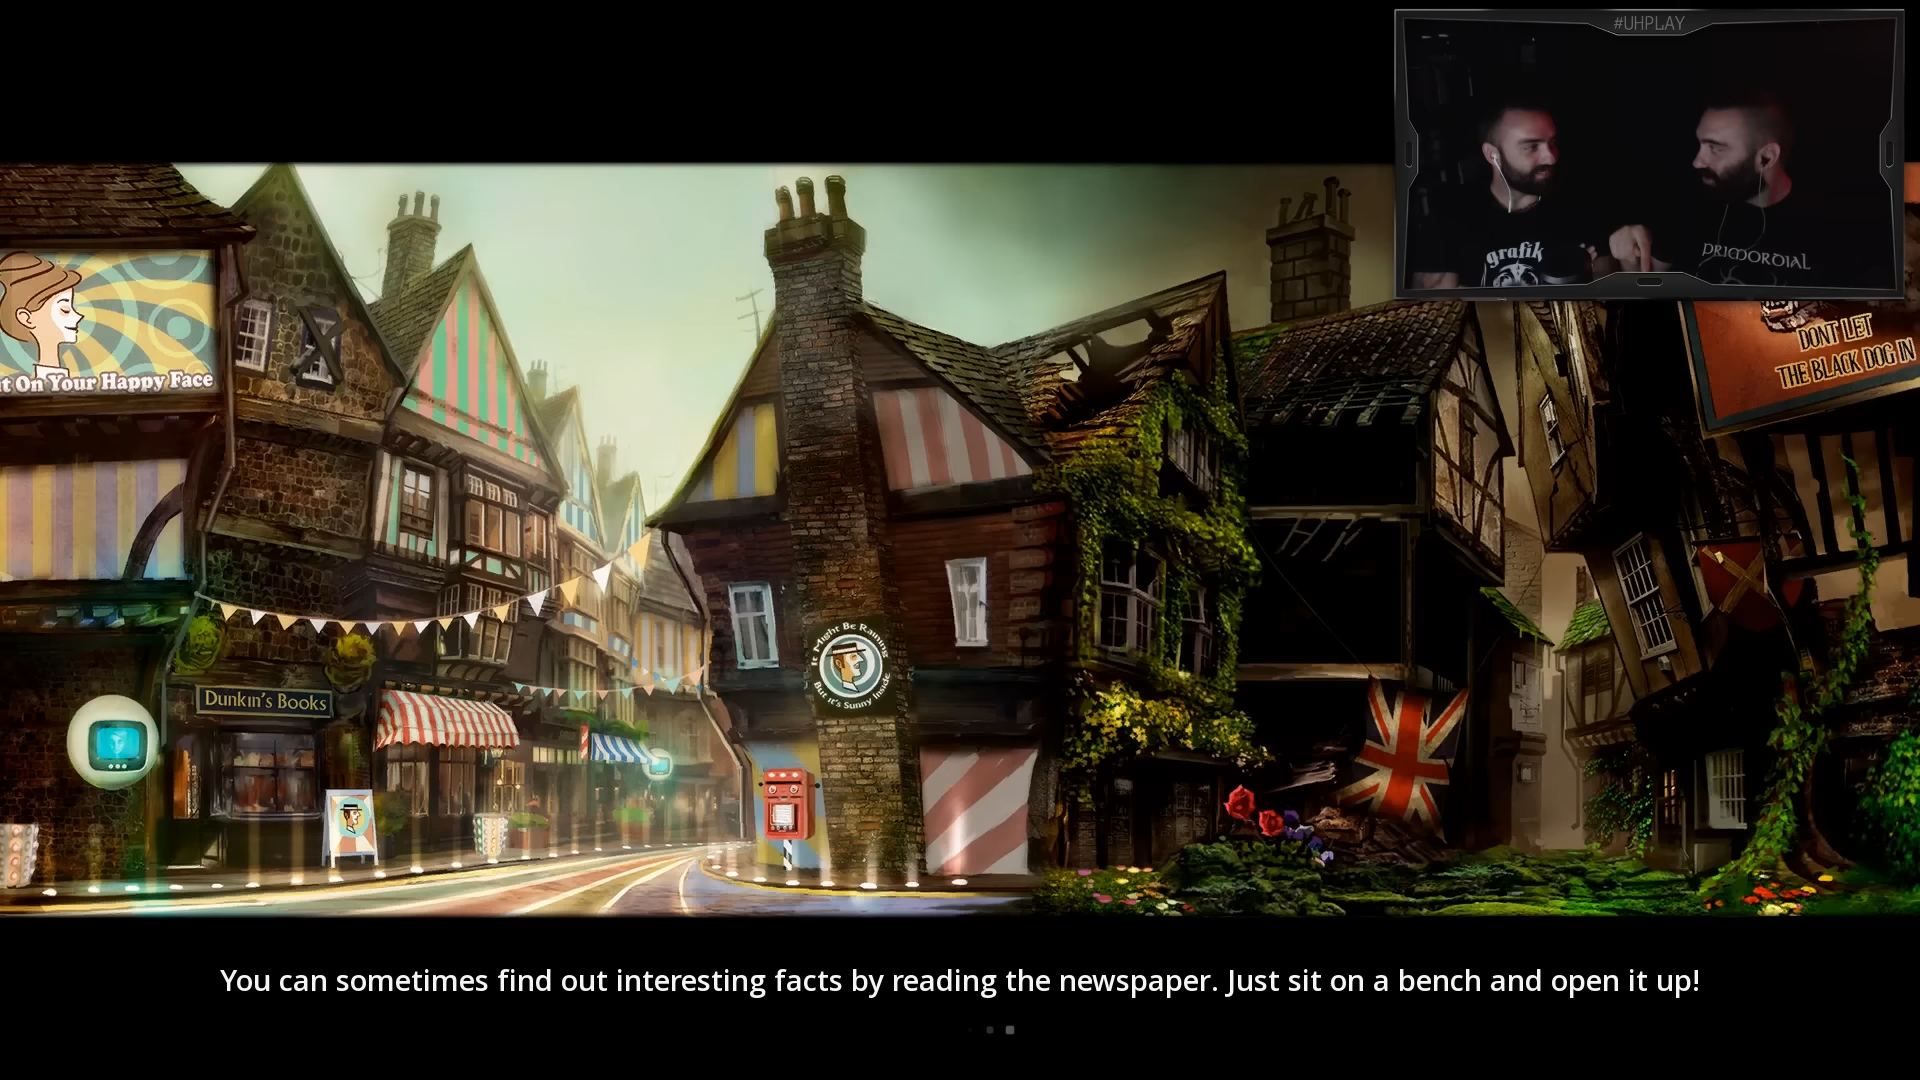 #UHPLAY
grafik
PRIMORDIAL
t On Your Happy Face
DONT LET
THE BLACK DOG IN
It Might Be Raining
But It's Sunny Inside
Dunkin's Books
You can sometimes find out interesting facts by reading the newspaper. Just sit on a bench and open it up!